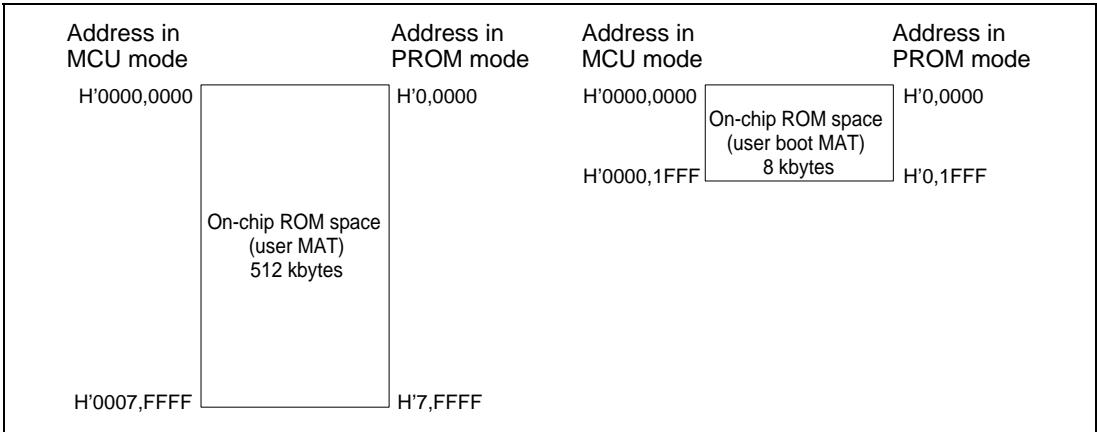 Address in
MCU mode
Address in
PROM mode
H'0000,0000
H'0,0000
On-chip ROM space
(user MAT)
512 kbytes
H'0007,FFFF
H'7,FFFF
Address in
MCU mode
Address in
PROM mode
H'0000,0000
H'0,0000
On-chip ROM space
(user boot MAT)
8 kbytes
H'0000,1FFF
H'0,1FFF